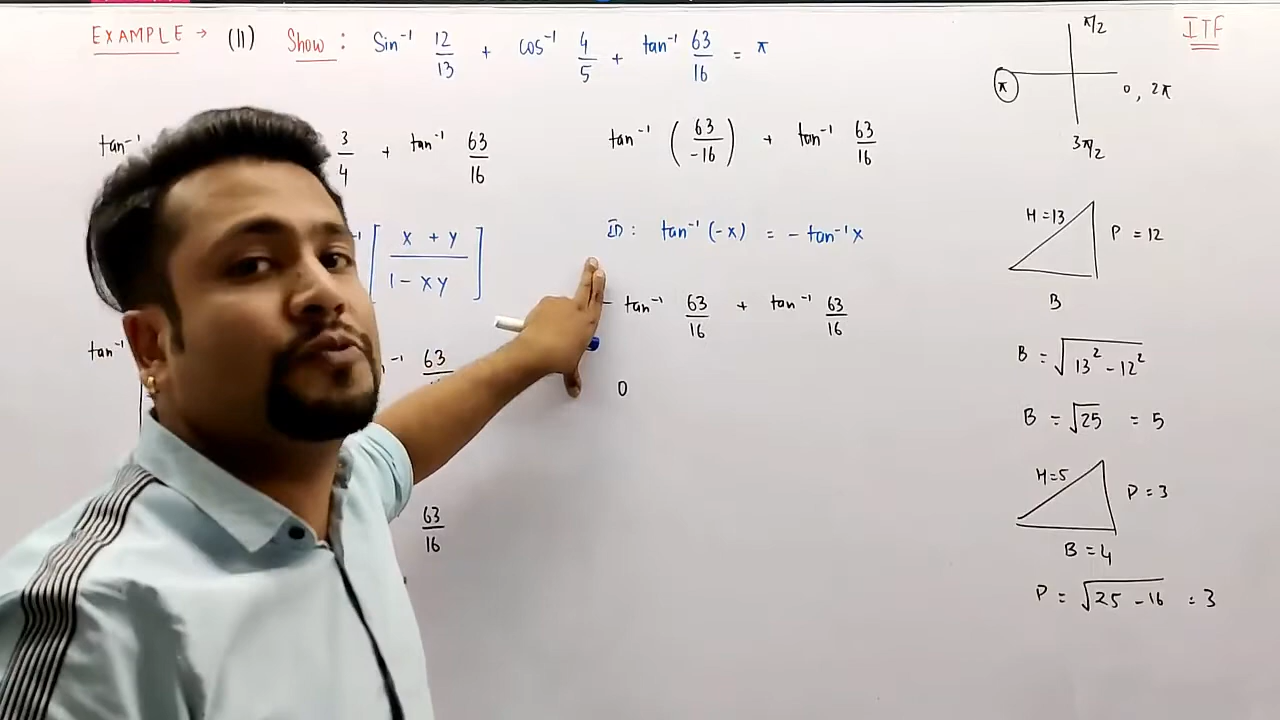 EXAMPLE → (11) Show : Sin⁻¹ 12/13 + cos⁻¹ 4/5 + tan⁻¹ 63/16 = π
ITF
tan⁻¹ 3/4 + tan⁻¹ 63/16
[ x + y / 1 - xy ]
tan⁻¹
63
63/16
tan⁻¹ ( 63/-16 ) + tan⁻¹ 63/16
ID : tan⁻¹ (-x) = - tan⁻¹ x
- tan⁻¹ 63/16 + tan⁻¹ 63/16
0
π/2
π
0, 2π
3π/2
H = 13
P = 12
B
B = √13² - 12²
B = √25 = 5
H = 5
P = 3
B = 4
P = √25 - 16 = 3